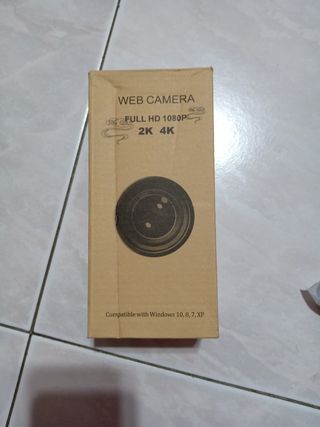 WEB CAMERA
FULL HD 1080P
2K 4K
Compatible with Windows 10, 8, 7, XP